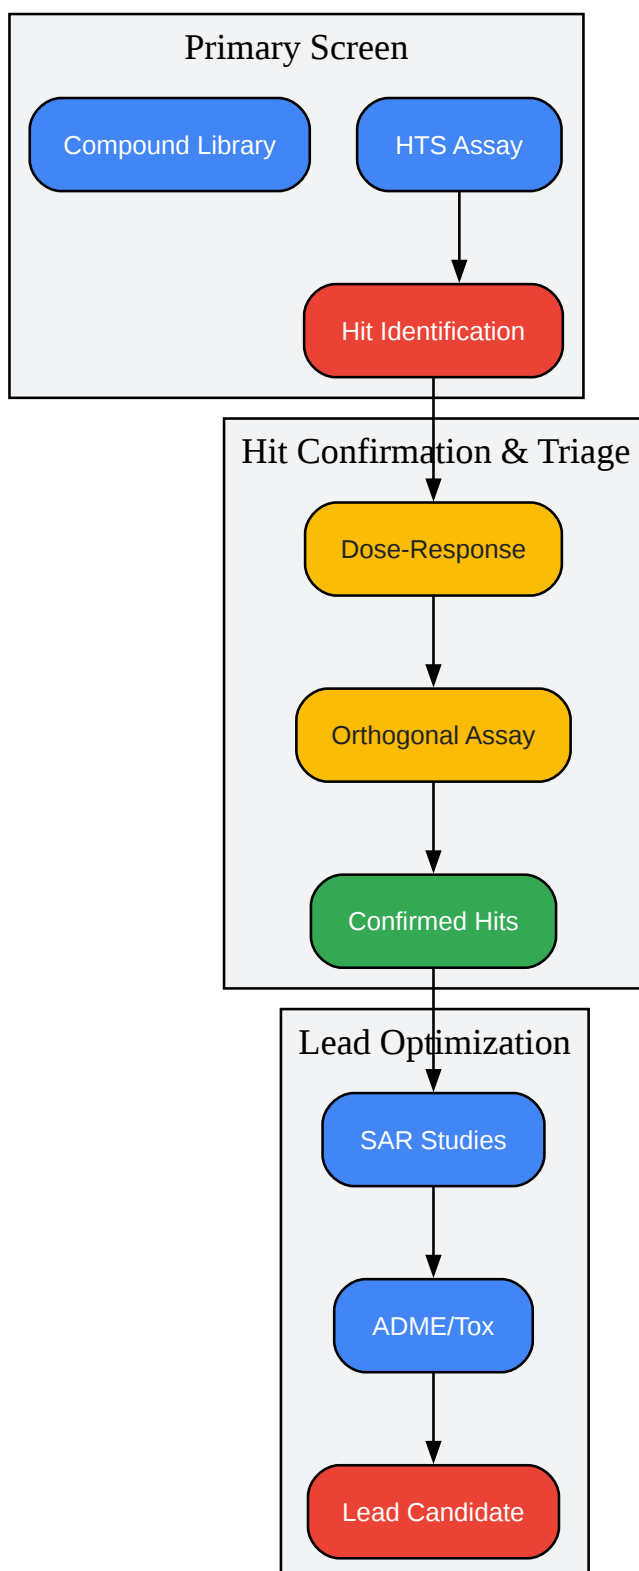 Primary Screen
Compound Library
HTS Assay
Hit Identification
Hit Confirmation & Triage
Dose-Response
Orthogonal Assay
Confirmed Hits
Lead Optimization
SAR Studies
ADME/Tox
Lead Candidate